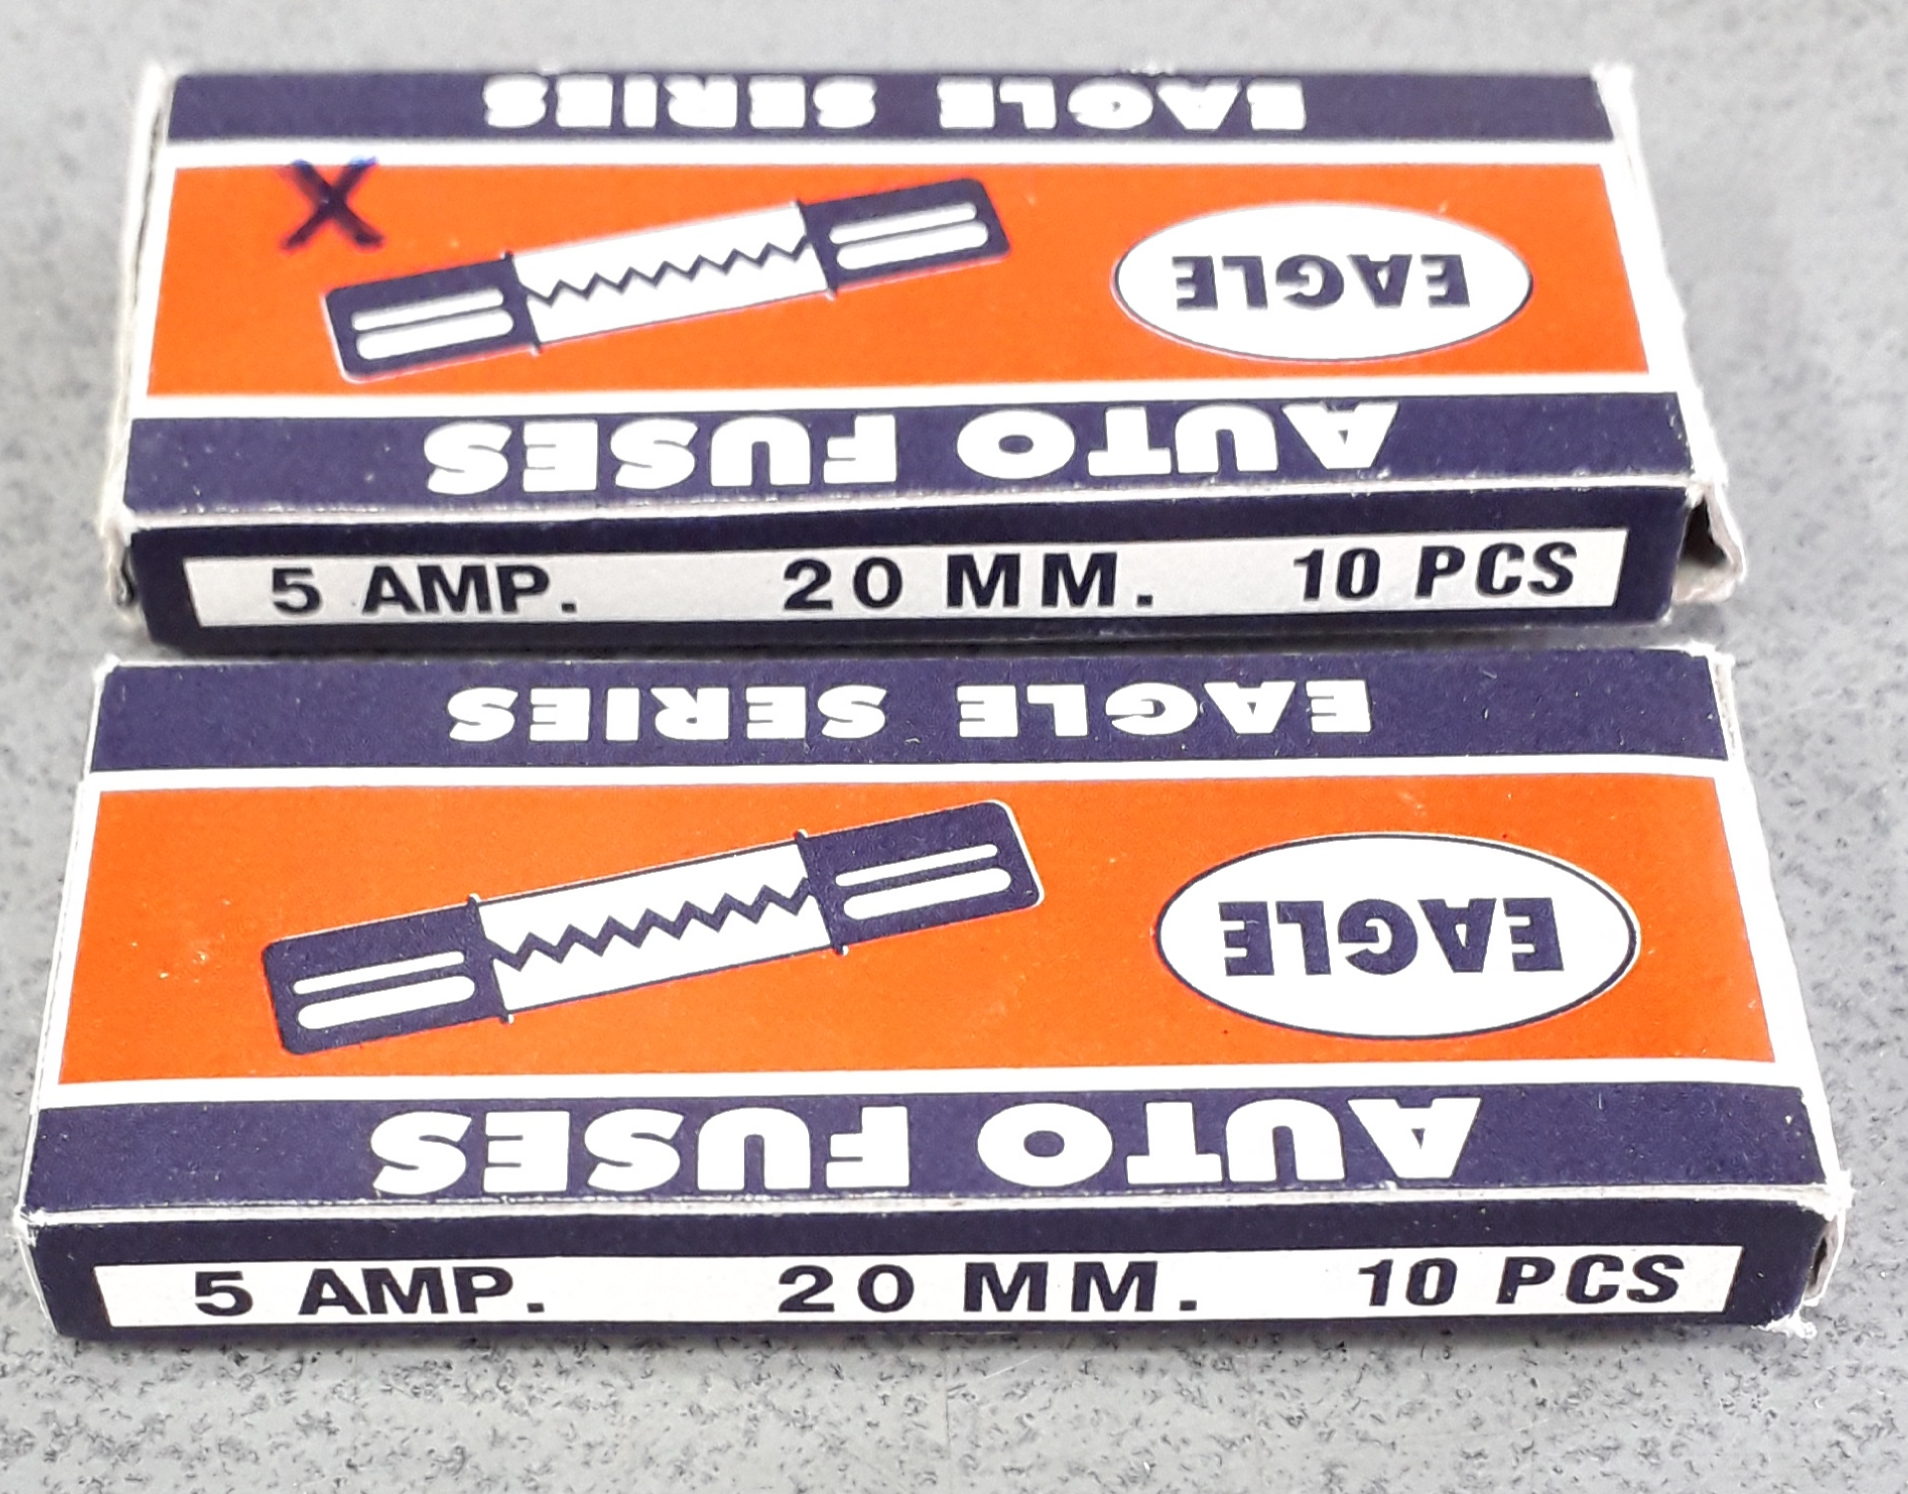 EAGLE SERIES
X
EAGLE
AUTO FUSES
5 AMP. 20 MM. 10 PCS
EAGLE SERIES
EAGLE
AUTO FUSES
5 AMP. 20 MM. 10 PCS